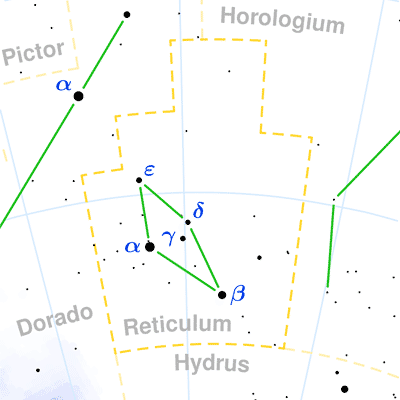 Horologium
Pictor
α
ε
δ
γ
α
β
Dorado
Reticulum
Hydrus